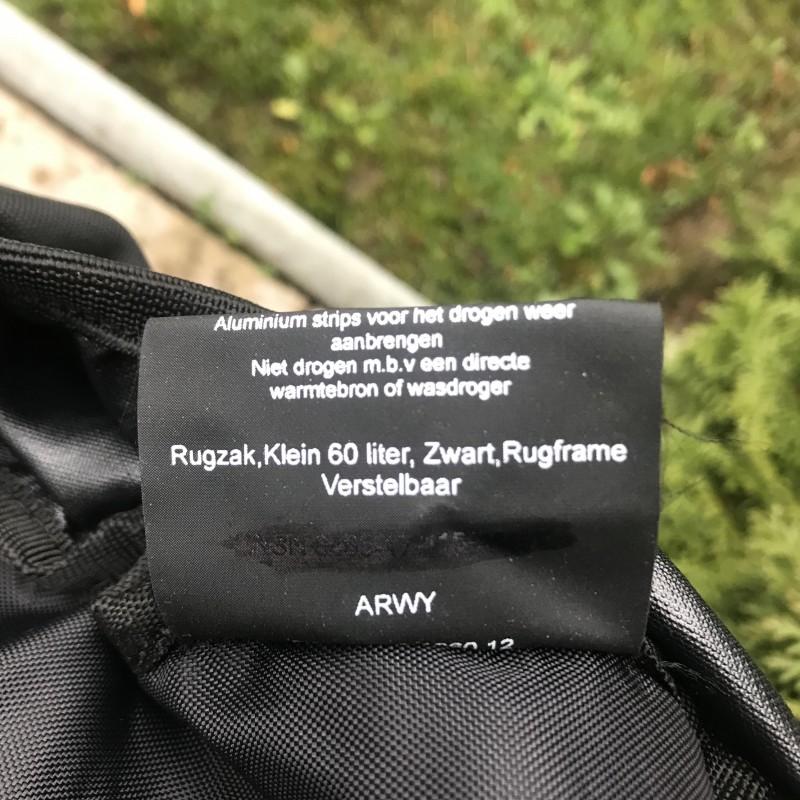 Aluminium strips voor het drogen weer
aanbrengen
Niet drogen m.b.v een directe
warmtebron of wasdroger
Rugzak,Klein 60 liter, Zwart,Rugframe
Verstelbaar
NSN
ARWY